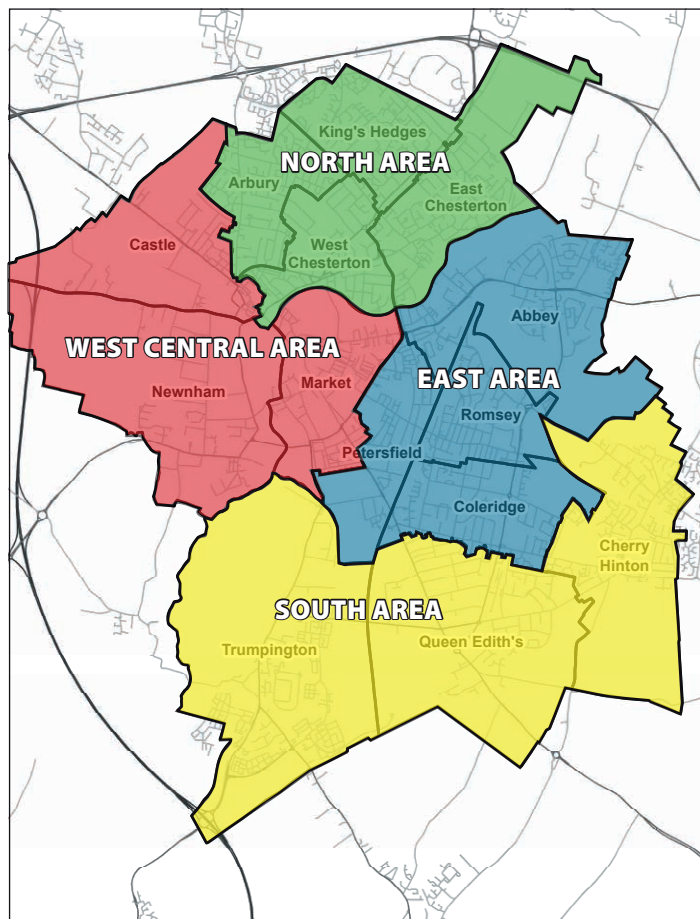 King's Hedges
NORTH AREA
Arbury
East
Chesterton
West
Chesterton
Castle
Abbey
WEST CENTRAL AREA
EAST AREA
Market
Newnham
Romsey
Petersfield
Coleridge
Cherry
Hinton
SOUTH AREA
Trumpington
Queen Edith's